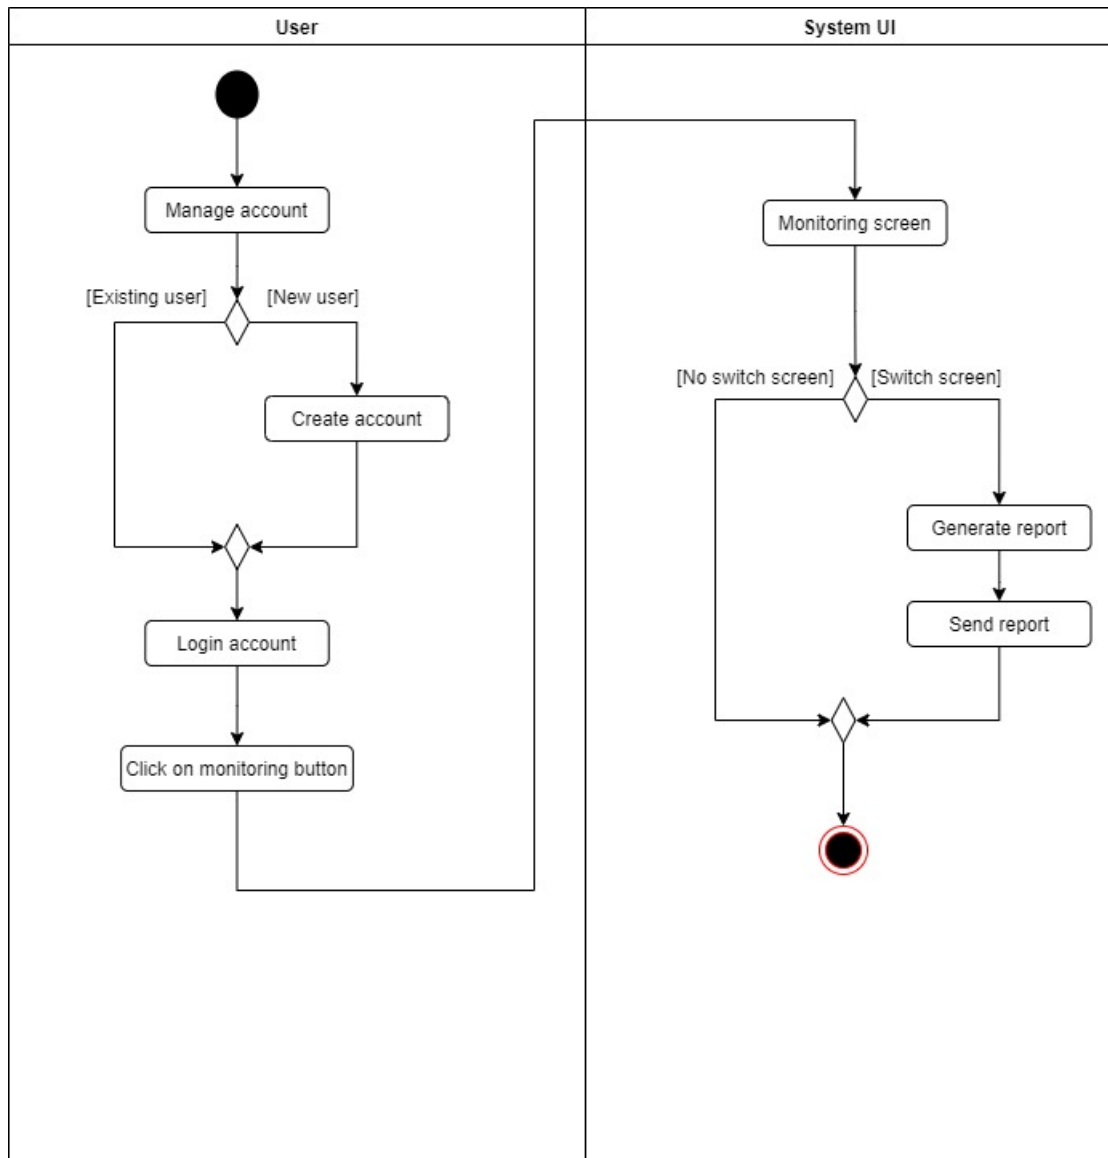 User
System UI
Manage account
[Existing user]
[New user]
Create account
Login account
Click on monitoring button
Monitoring screen
[No switch screen]
[Switch screen]
Generate report
Send report